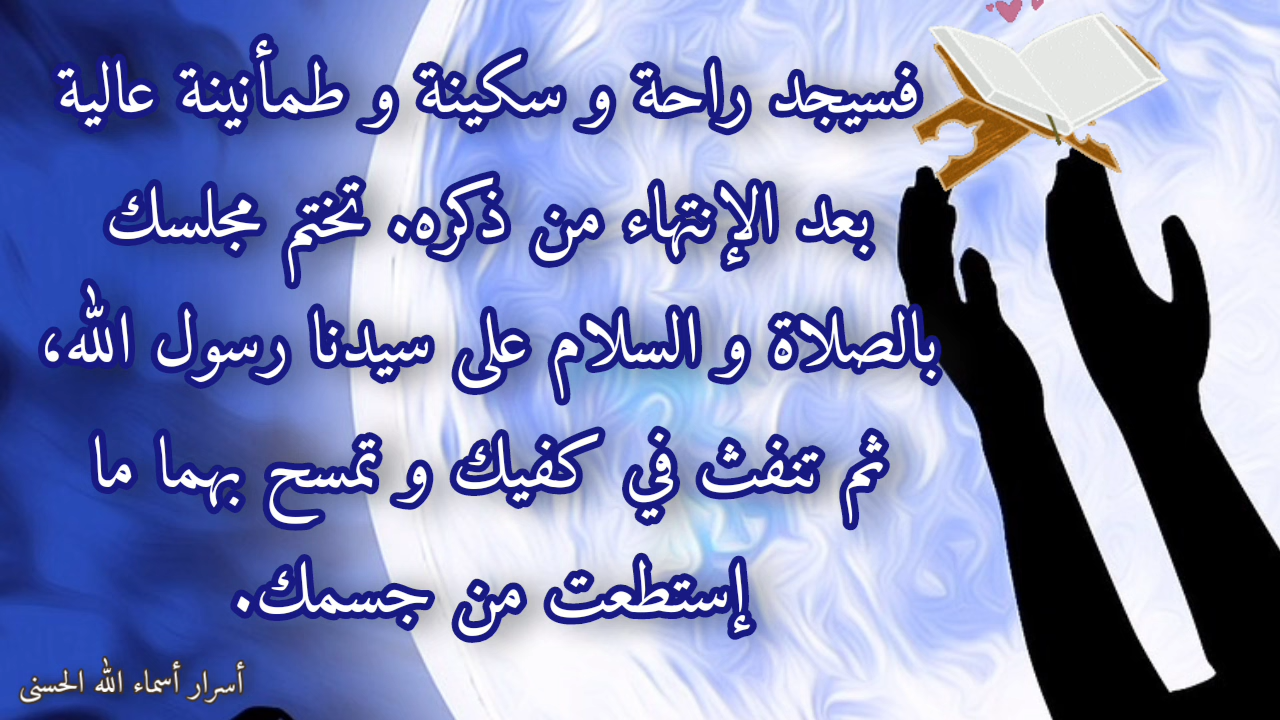 فسيجد راحة و سكينة و طمأنينة عالية
بعد الإنتهاء من ذكره. تختم مجلسك
بالصلاة و السلام على سيدنا رسول الله،
ثم تنفث في كفيك و تمسح بهما ما
إستطعت من جسمك.
أسرار أسماء الله الحسنى